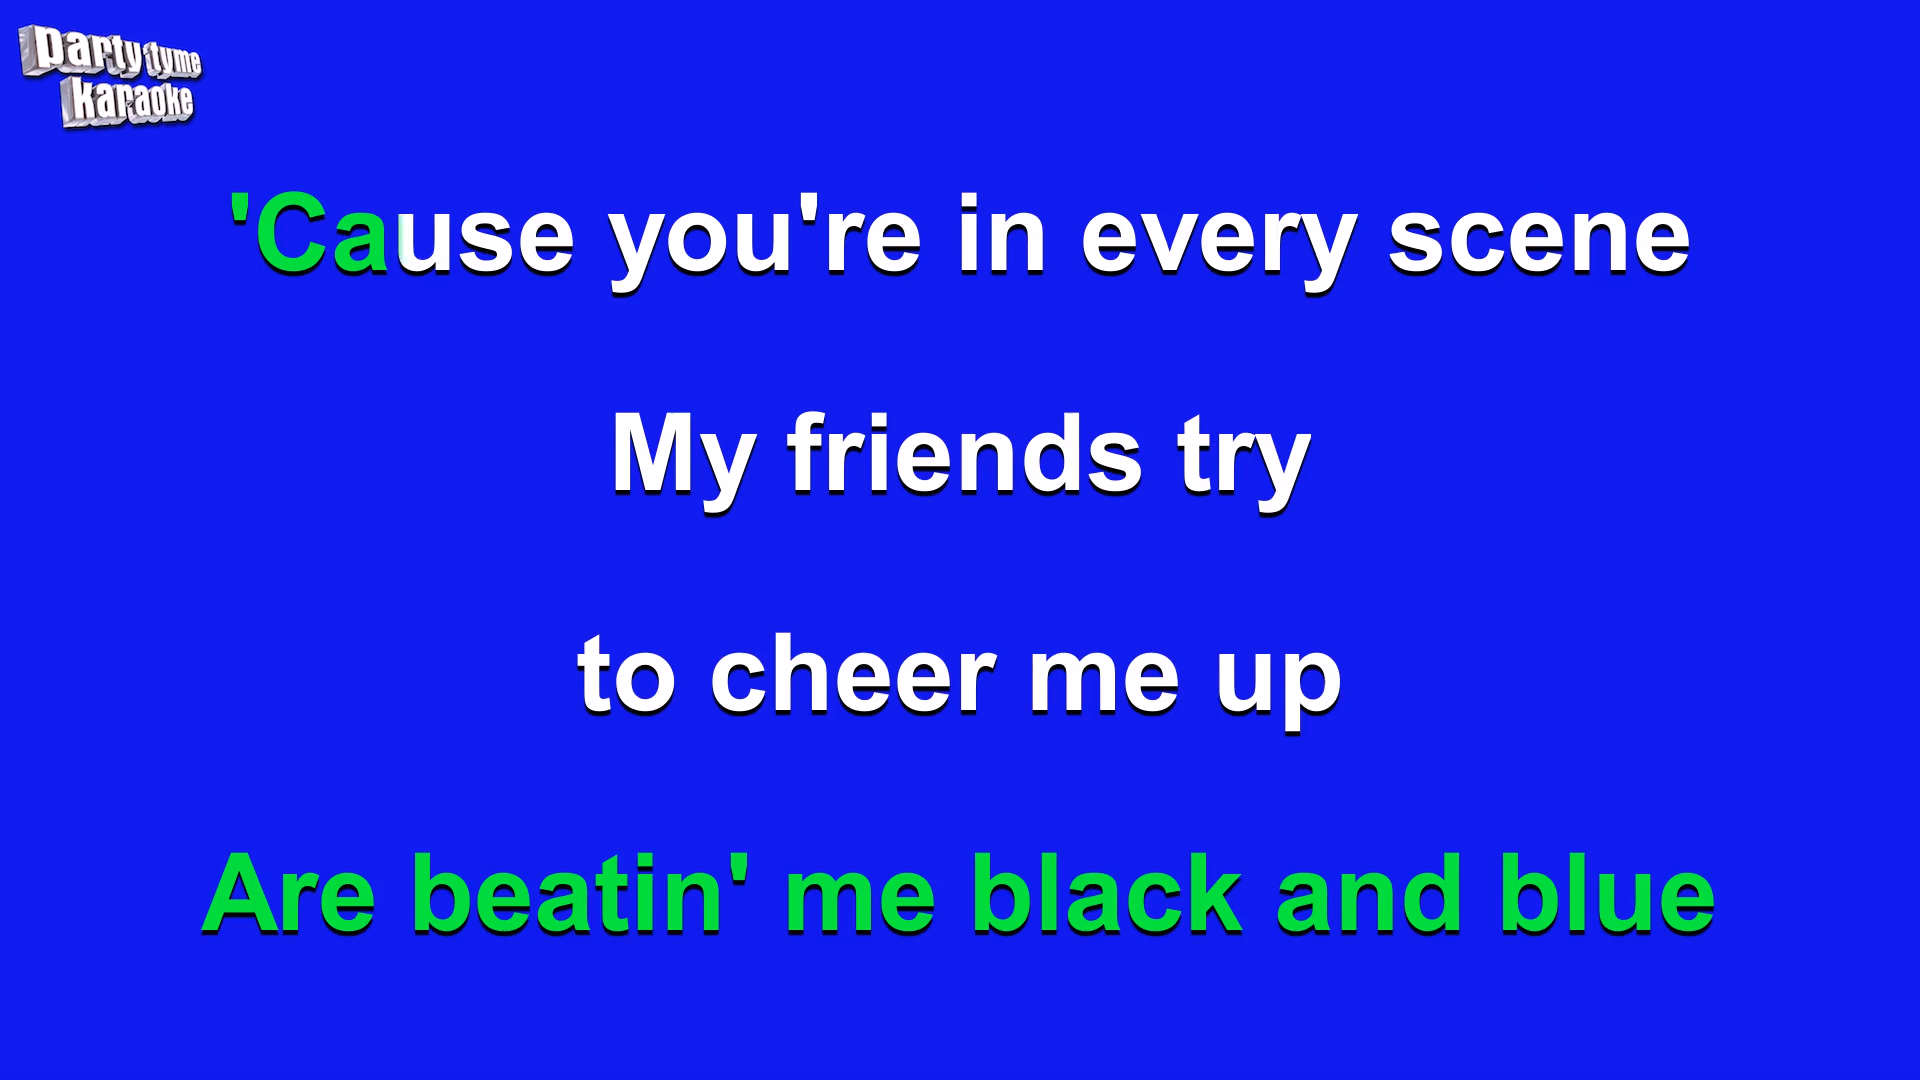 party tyme
karaoke
'Cause you're in every scene
My friends try
to cheer me up
Are beatin' me black and blue